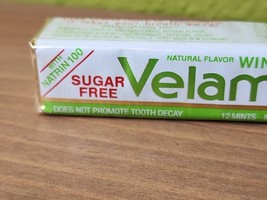 WITH
NATRIN 100
SUGAR
FREE
NATURAL FLAVOR WIN
Velam
DOES NOT PROMOTE TOOTH DECAY
12 MINTS